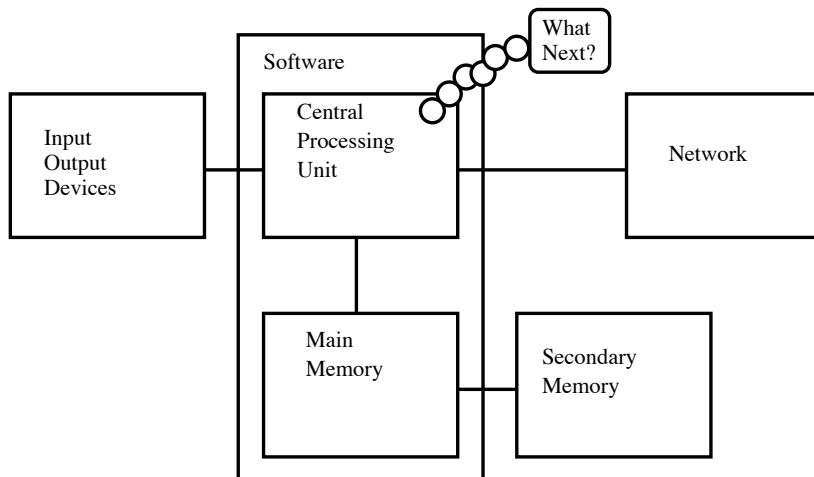 What
Next?
Software
Input
Output
Devices
Central
Processing
Unit
Network
Main
Memory
Secondary
Memory